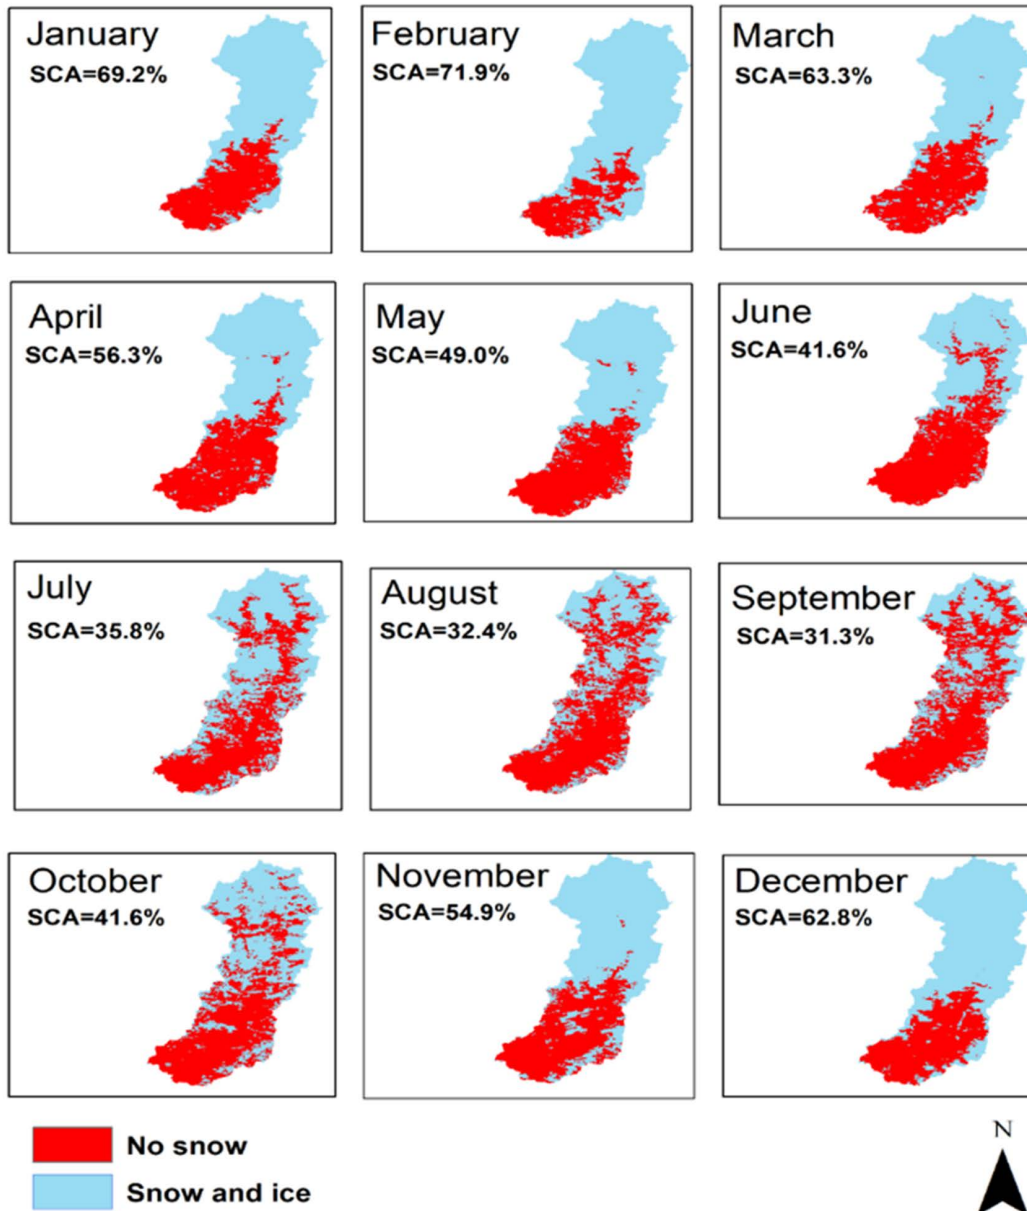 January
SCA=69.2%
February
SCA=71.9%
March
SCA=63.3%
April
SCA=56.3%
May
SCA=49.0%
June
SCA=41.6%
July
SCA=35.8%
August
SCA=32.4%
September
SCA=31.3%
October
SCA=41.6%
November
SCA=54.9%
December
SCA=62.8%
No snow
Snow and ice
N